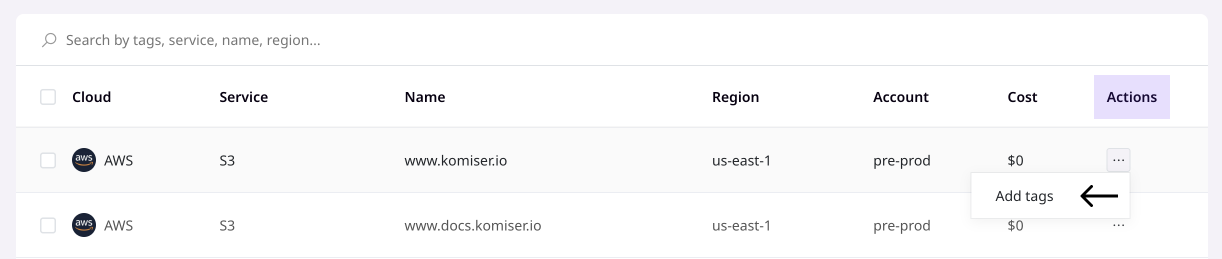 Search by tags, service, name, region...
Cloud Service Name Region Account Cost Actions
aws AWS S3 www.komiser.io us-east-1 pre-prod $0 ...
Add tags
aws AWS S3 www.docs.komiser.io us-east-1 pre-prod $0 ...